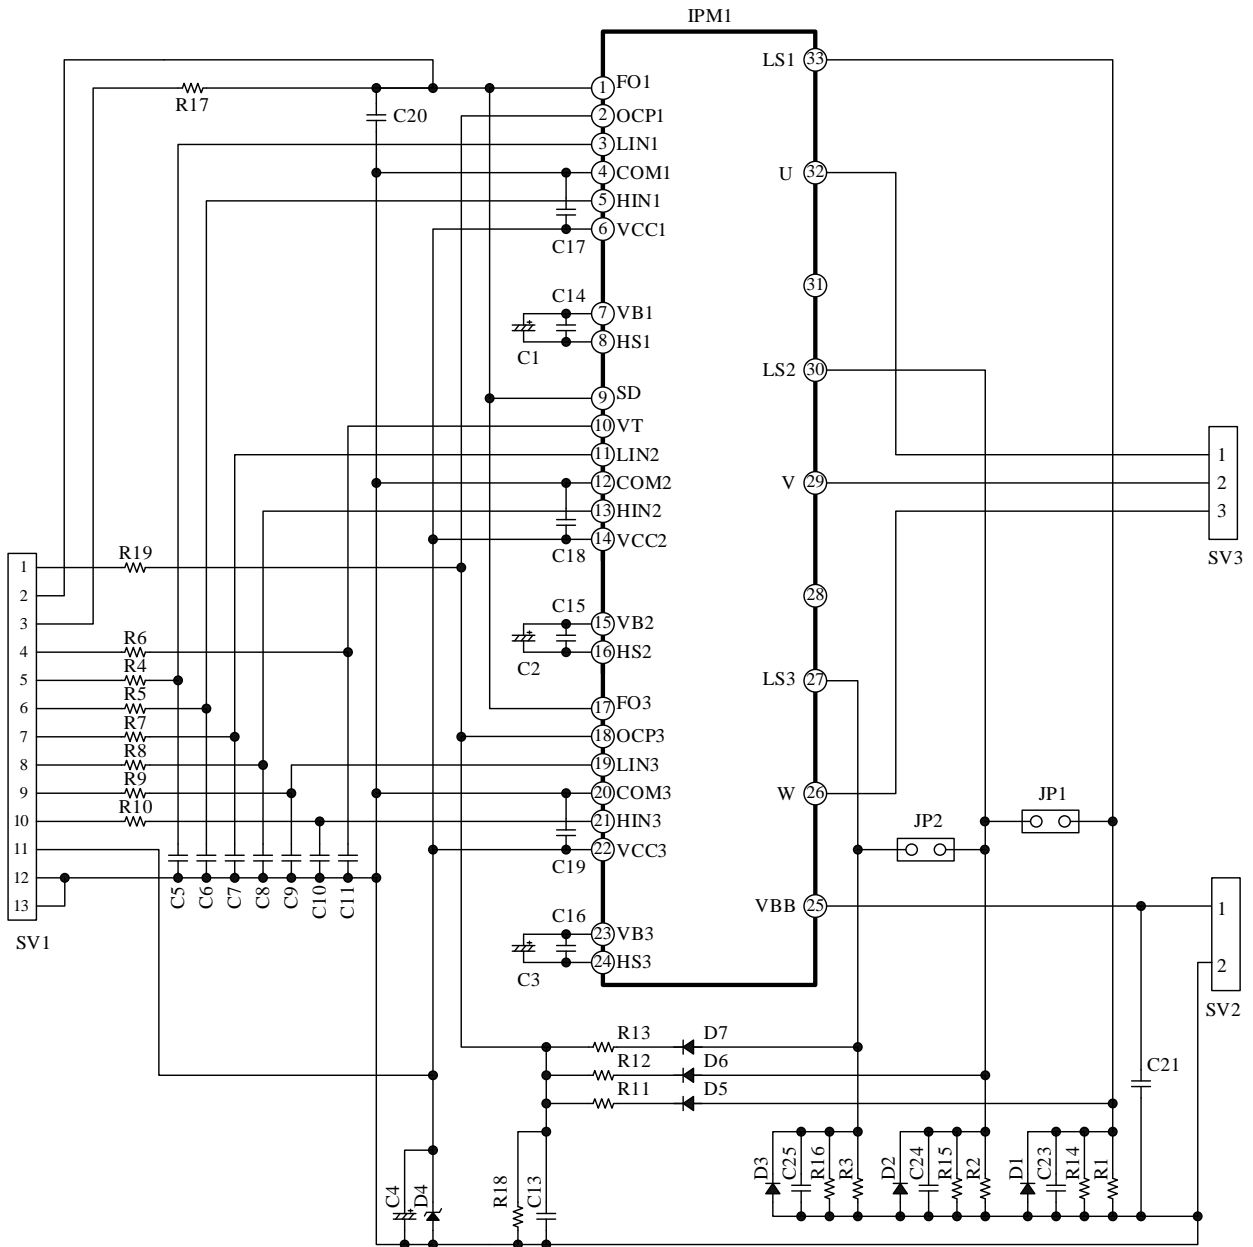 IPM1
LS1 33
1 FO1
R17
C20
2 OCP1
3 LIN1
4 COM1
U 32
5 HIN1
6 VCC1
C17
31
C14
7 VB1
8 HS1
C1
LS2 30
9 SD
10 VT
11 LIN2
1
12 COM2
V 29
2
13 HIN2
3
14 VCC2
C18
SV3
R19
1
2
28
C15
15 VB2
3
R6
4
16 HS2
C2
R4
5
LS3 27
R5
6
17 FO3
R7
7
18 OCP3
R8
8
19 LIN3
R9
9
20 COM3
W 26
JP1
R10
10
21 HIN3
JP2
11
22 VCC3
C19
12
13
C5
C6
C7
C8
C9
C10
C11
SV1
VBB 25
1
C16
23 VB3
24 HS3
C3
2
SV2
R13
D7
R12
D6
C21
R11
D5
C4
D4
R18
C13
D3
C25
R16
R3
D2
C24
R15
R2
D1
C23
R14
R1